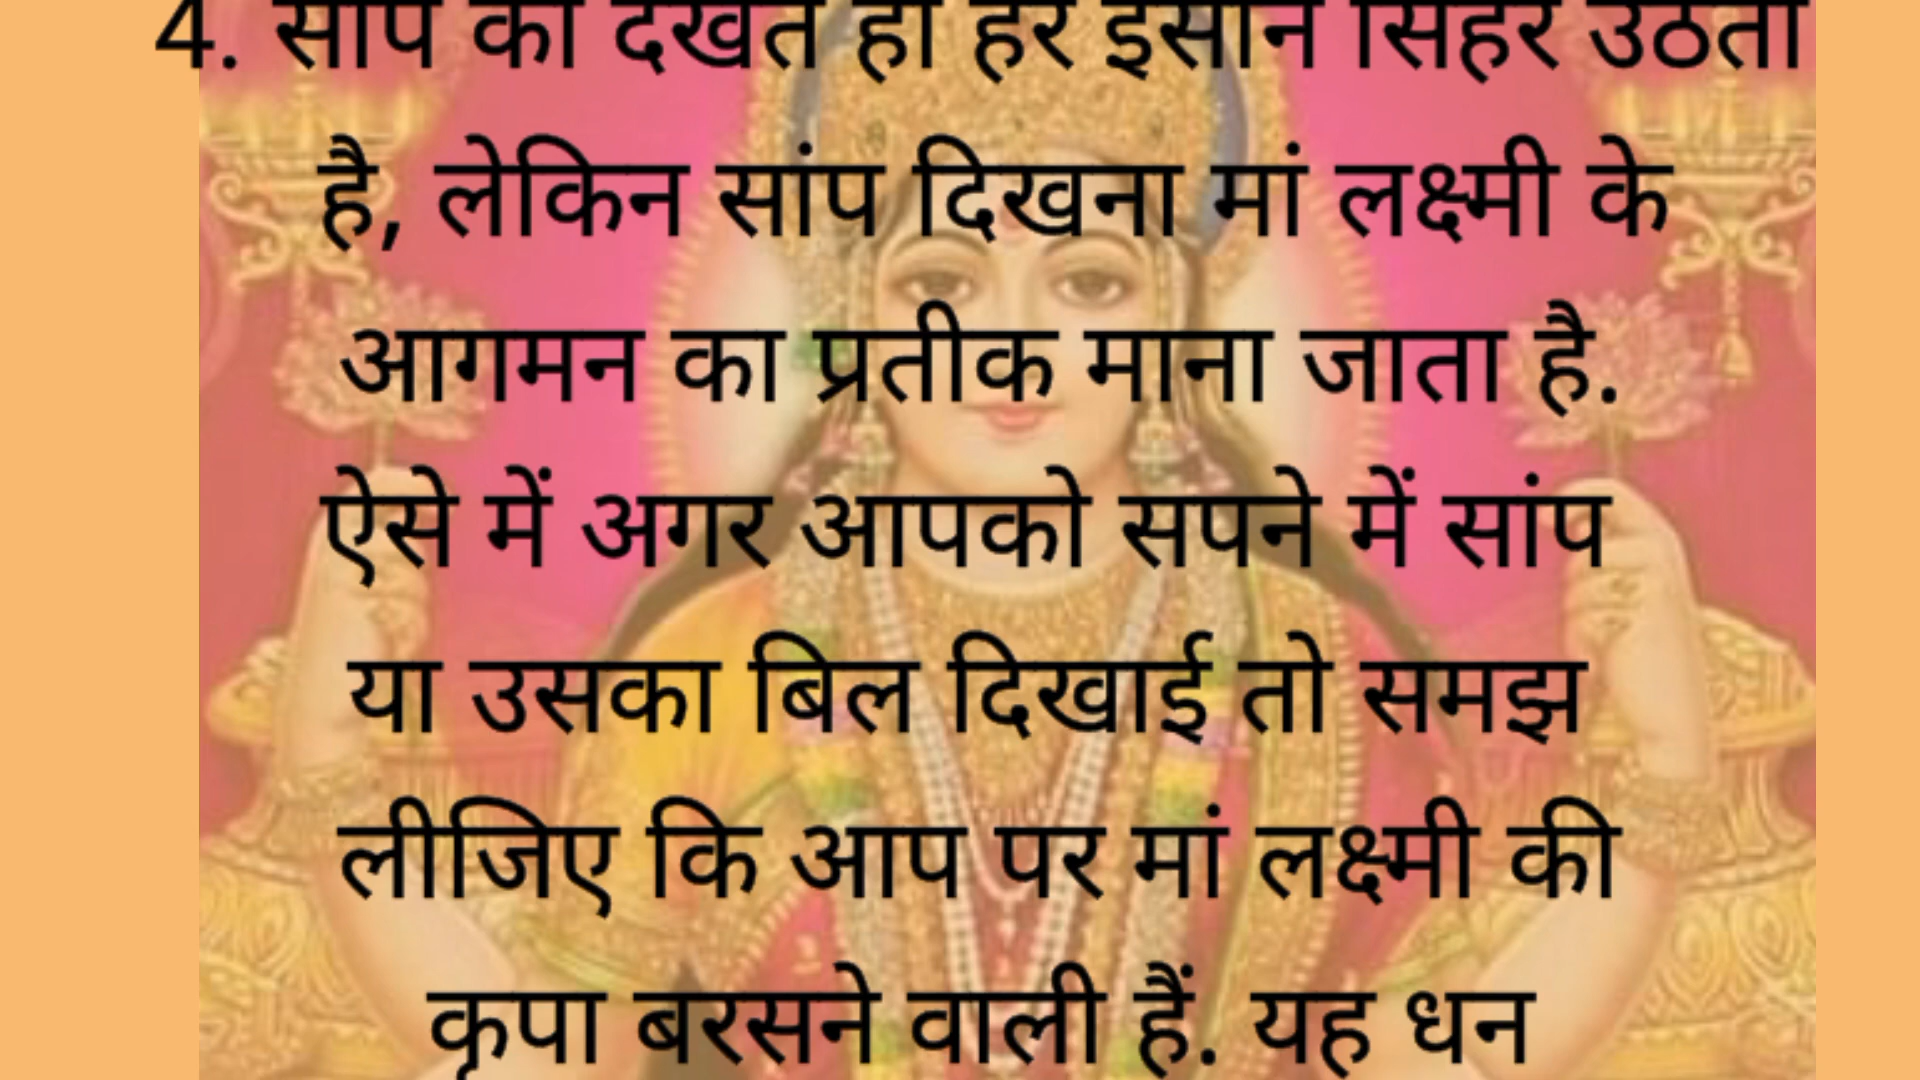 4. सांप को देखते ही हर इंसान सिहर उठता
है, लेकिन सांप दिखना मां लक्ष्मी के
आगमन का प्रतीक माना जाता है.
ऐसे में अगर आपको सपने में सांप
या उसका बिल दिखाई तो समझ
लीजिए कि आप पर मां लक्ष्मी की
कृपा बरसने वाली हैं. यह धन